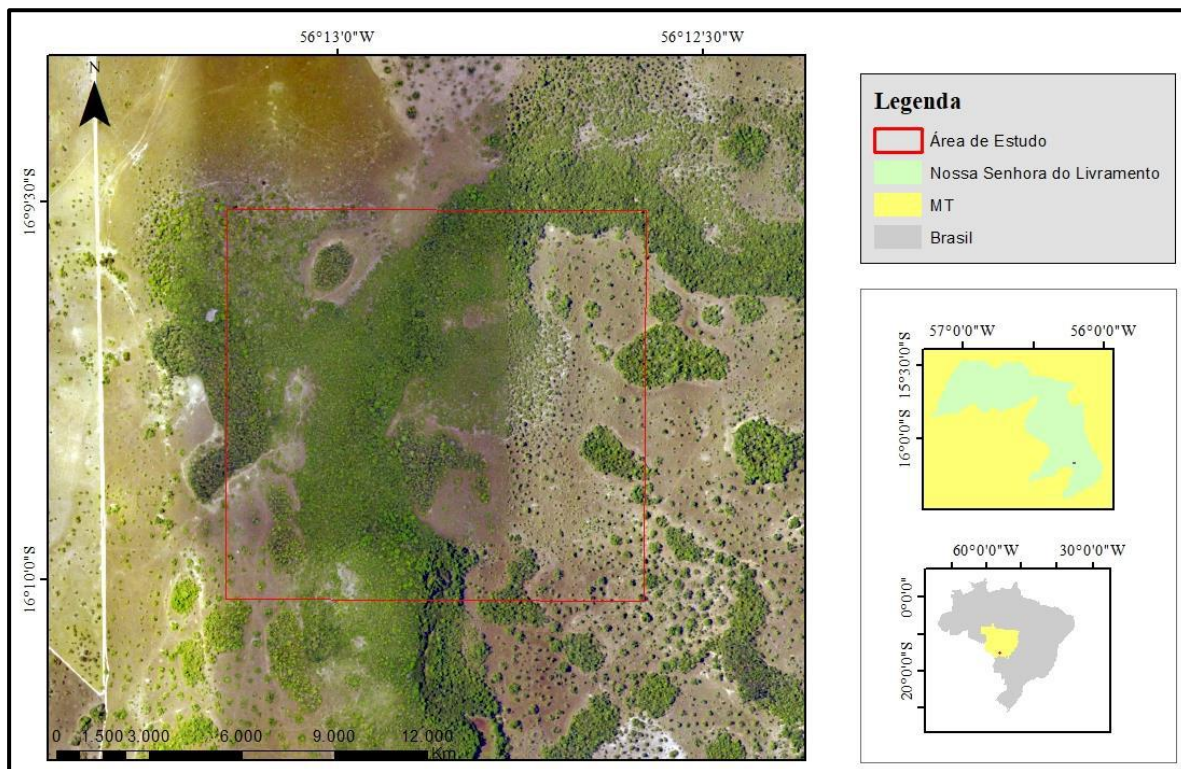 56°13'0"W
56°12'30"W
N
16°9'30"S
16°10'0"S
0 1.500 3.000 6.000 9.000 12.000
Km
Legenda
Área de Estudo
Nossa Senhora do Livramento
MT
Brasil
57°0'0"W
56°0'0"W
15°30'0"S
16°0'0"S
60°0'0"W
30°0'0"W
0°0'0"
20°0'0"S